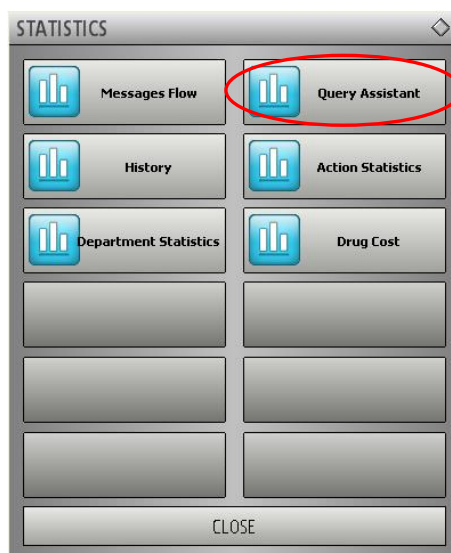 STATISTICS
Messages Flow
Query Assistant
History
Action Statistics
Department Statistics
Drug Cost
CLOSE